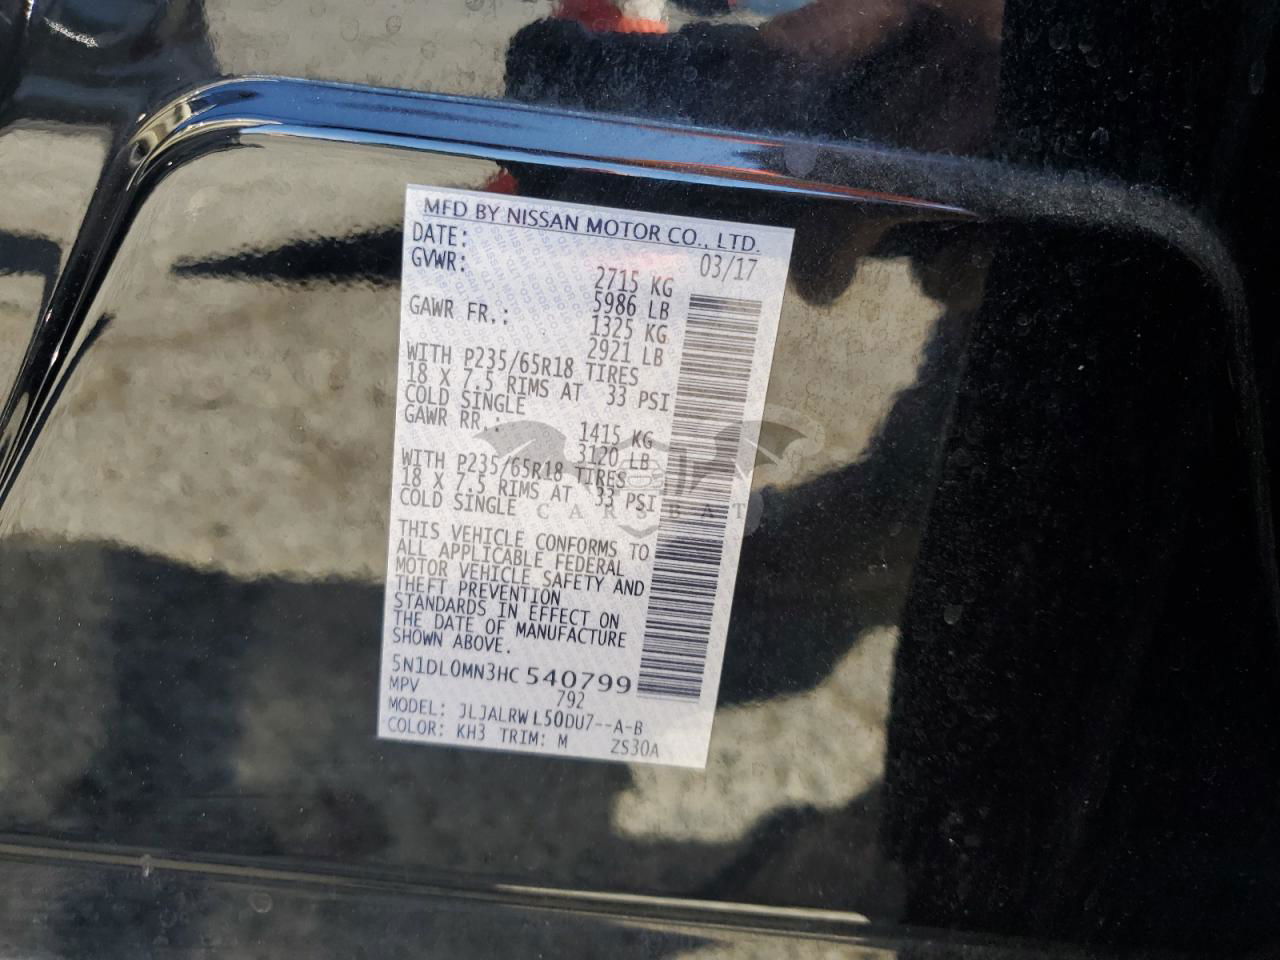 MFD BY NISSAN MOTOR CO., LTD.
DATE: 03/17
GVWR: 2715 KG
5986 LB
GAWR FR.: 1325 KG
2921 LB
WITH P235/65R18 TIRES
18 X 7.5 RIMS AT 33 PSI
COLD SINGLE
GAWR RR.: 1415 KG
3120 LB
WITH P235/65R18 TIRES
18 X 7.5 RIMS AT 33 PSI
COLD SINGLE
THIS VEHICLE CONFORMS TO
ALL APPLICABLE FEDERAL
MOTOR VEHICLE SAFETY AND
THEFT PREVENTION
STANDARDS IN EFFECT ON
THE DATE OF MANUFACTURE
SHOWN ABOVE.
5N1DL0MN3HC540799
MPV 792
MODEL: JLJALRWL50DU7--A-B
COLOR: KH3 TRIM: M ZS30A
CARSBAT